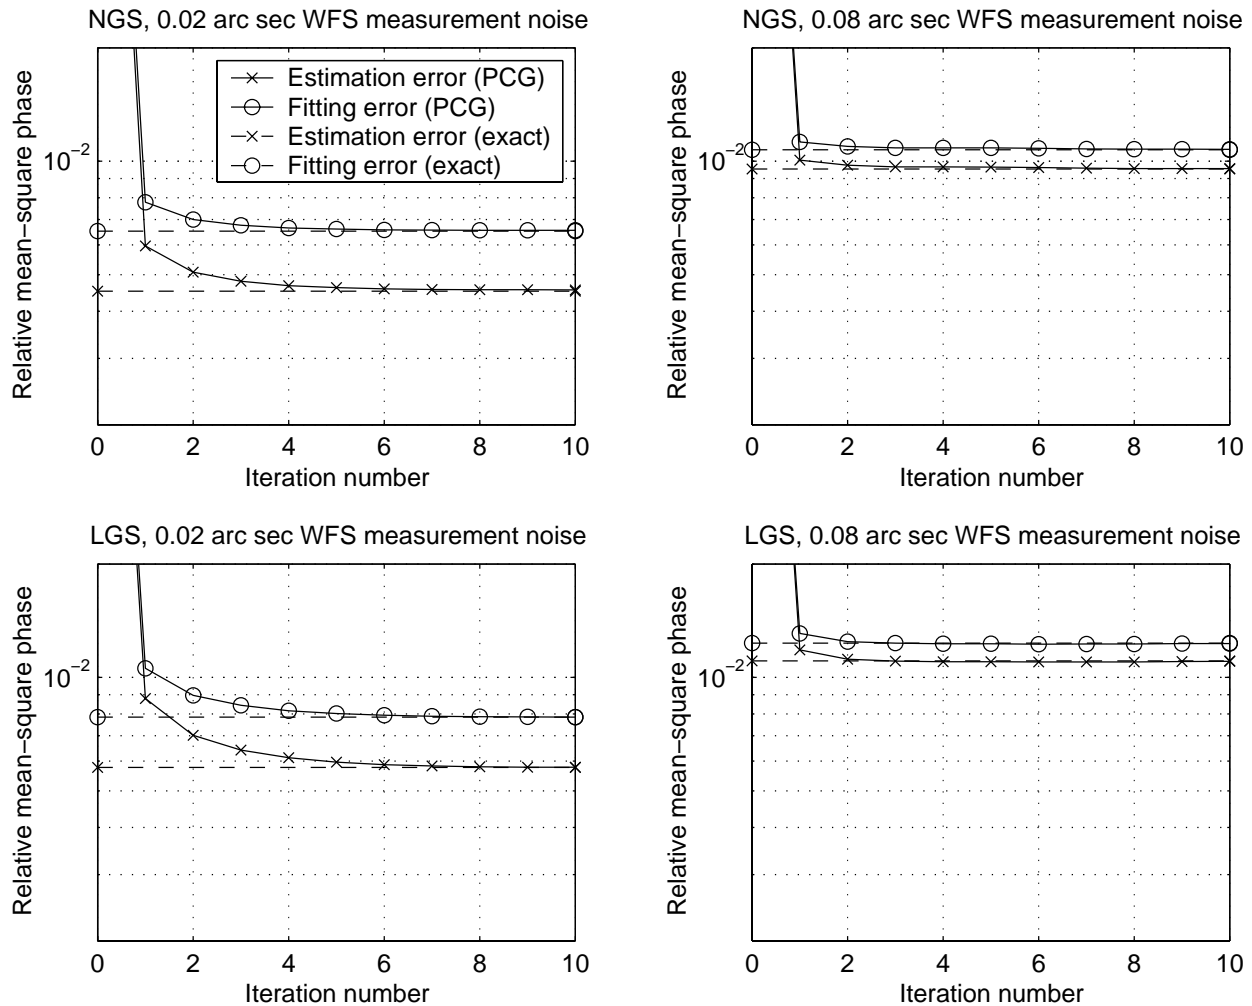 NGS, 0.02 arc sec WFS measurement noise
Relative mean−square phase
10−2
Estimation error (PCG)
Fitting error (PCG)
Estimation error (exact)
Fitting error (exact)
0 2 4 6 8 10
Iteration number
NGS, 0.08 arc sec WFS measurement noise
Relative mean−square phase
10−2
0 2 4 6 8 10
Iteration number
LGS, 0.02 arc sec WFS measurement noise
Relative mean−square phase
10−2
0 2 4 6 8 10
Iteration number
LGS, 0.08 arc sec WFS measurement noise
Relative mean−square phase
10−2
0 2 4 6 8 10
Iteration number